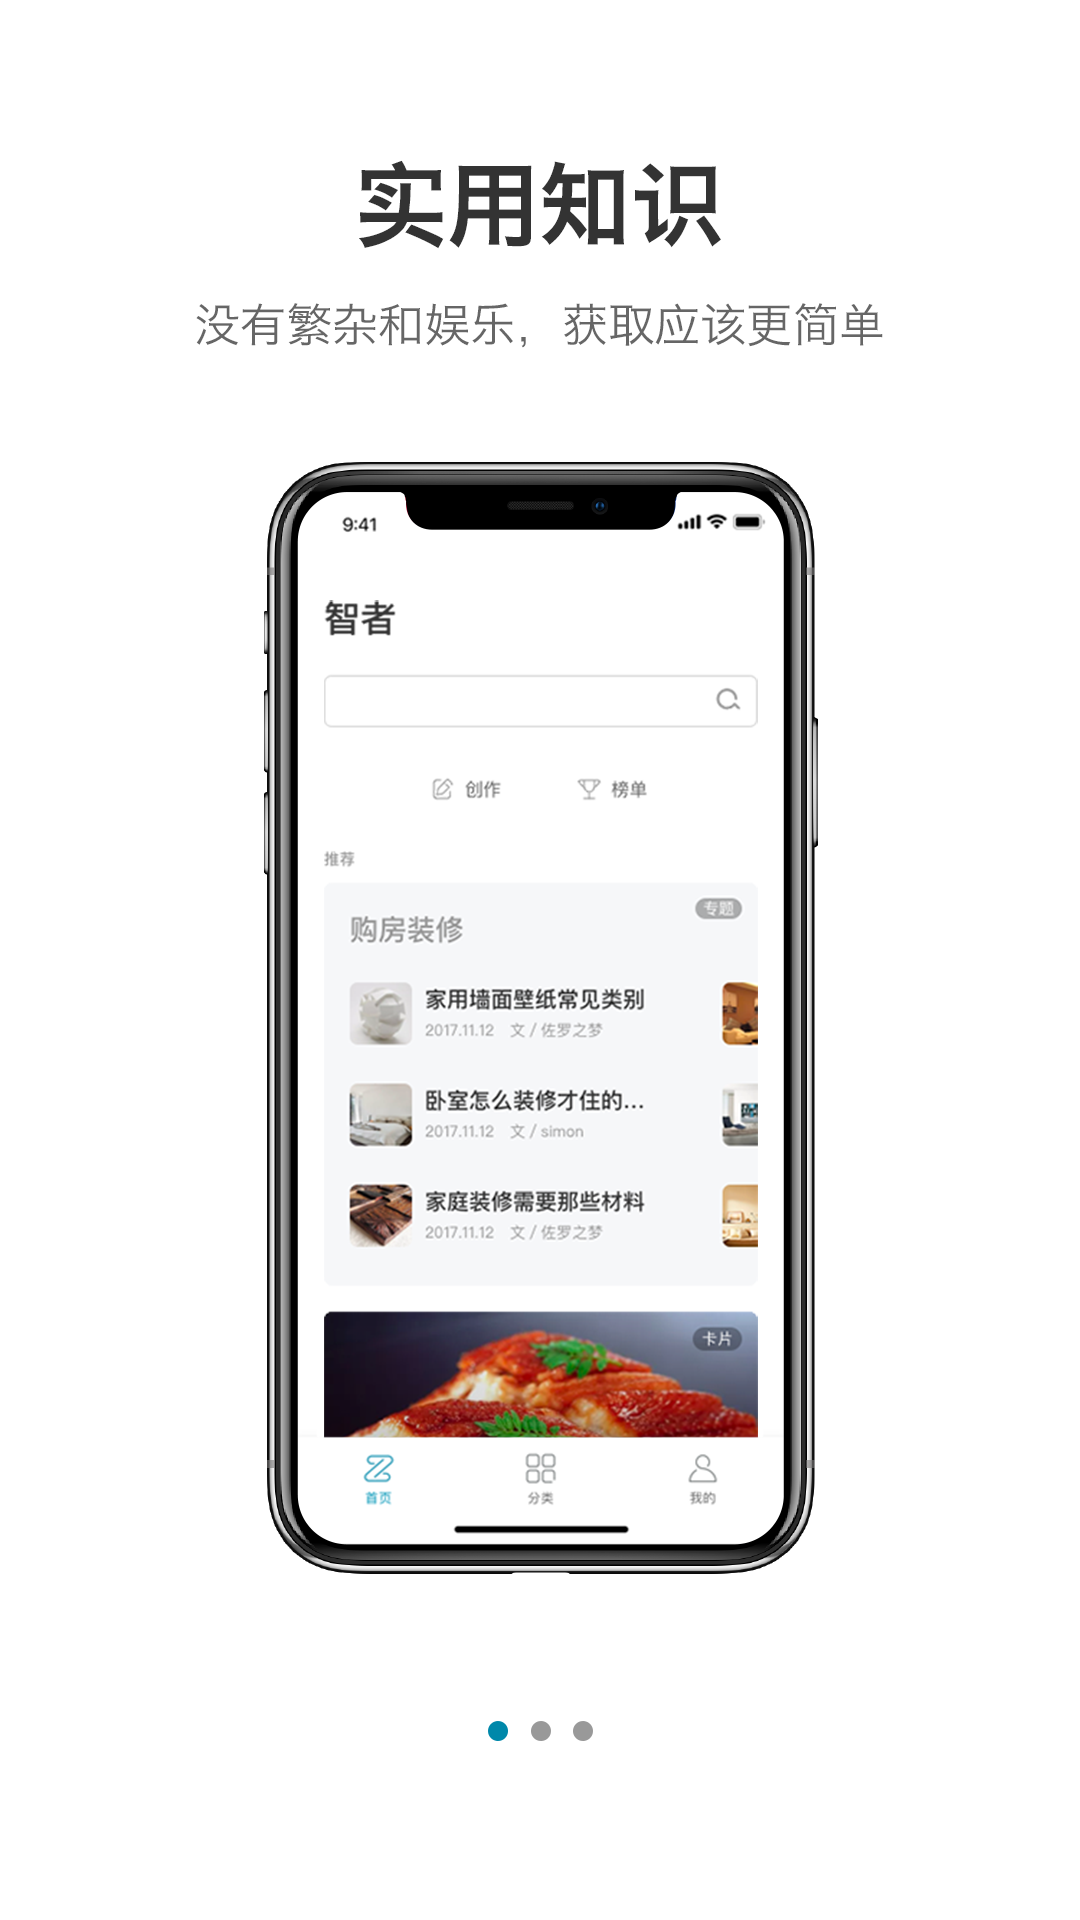 实用知识
没有繁杂和娱乐，获取应该更简单
9:41
智者
创作 榜单
推荐
专题
购房装修
家用墙面壁纸常见类别
2017.11.12 文 / 佐罗之梦
卧室怎么装修才住的...
2017.11.12 文 / simon
家庭装修需要那些材料
2017.11.12 文 / 佐罗之梦
卡片
首页 分类 我的